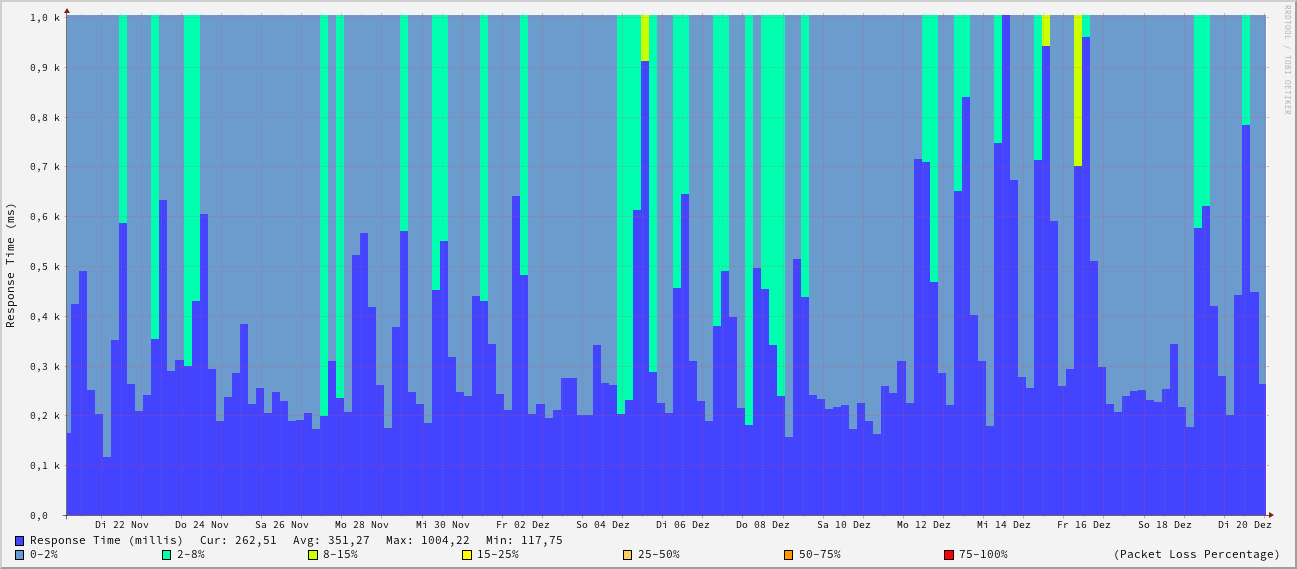 1,0 k
0,9 k
0,8 k
0,7 k
0,6 k
0,5 k
0,4 k
0,3 k
0,2 k
0,1 k
0,0
Response Time (ms)
RRDTOOL / TOBI OETIKER
Di 22 Nov Do 24 Nov Sa 26 Nov Mo 28 Nov Mi 30 Nov Fr 02 Dez So 04 Dez Di 06 Dez Do 08 Dez Sa 10 Dez Mo 12 Dez Mi 14 Dez Fr 16 Dez So 18 Dez Di 20 Dez
Response Time (millis) Cur: 262,51 Avg: 351,27 Max: 1004,22 Min: 117,75
0-2% 2-8% 8-15% 15-25% 25-50% 50-75% 75-100% (Packet Loss Percentage)